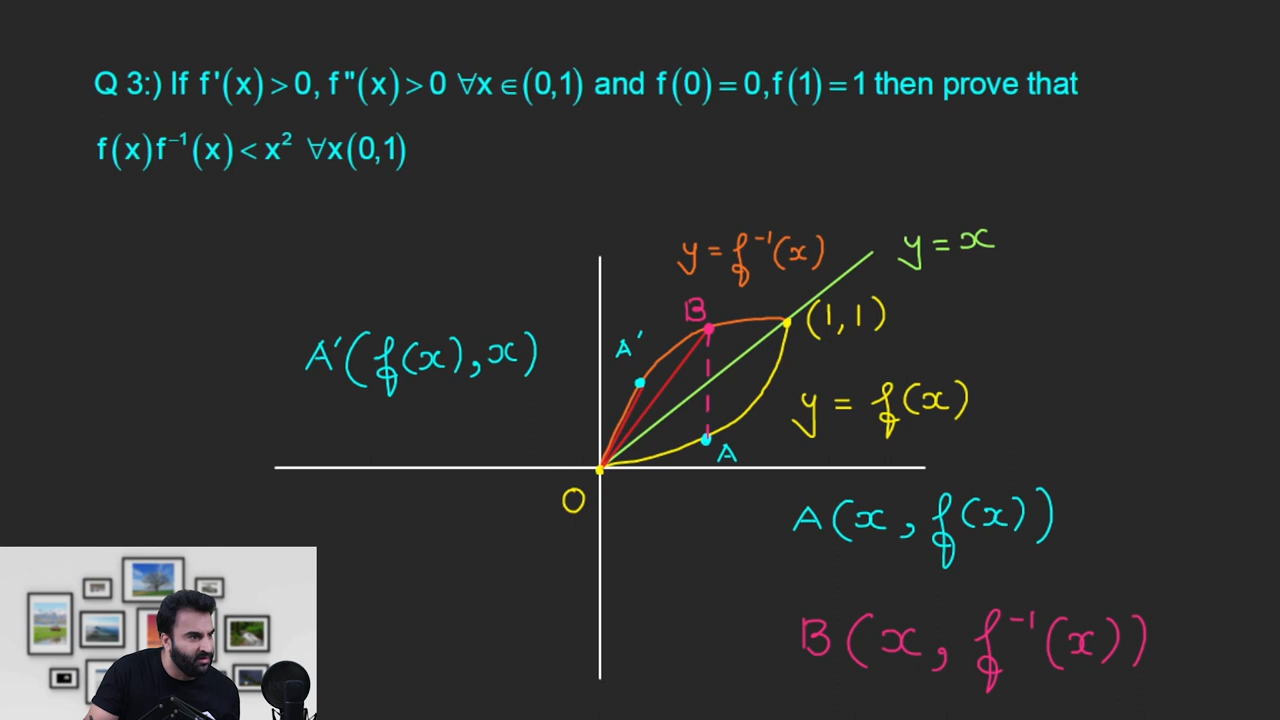 Q 3:) If f'(x) > 0, f"(x) > 0 ∀x ∈ (0,1) and f(0) = 0, f(1) = 1 then prove that
f(x)f⁻¹(x) < x² ∀x(0,1)
y = f⁻¹(x)
y = x
B
(1, 1)
A'
A'(f(x), x)
y = f(x)
A
O
A(x, f(x))
B(x, f⁻¹(x))